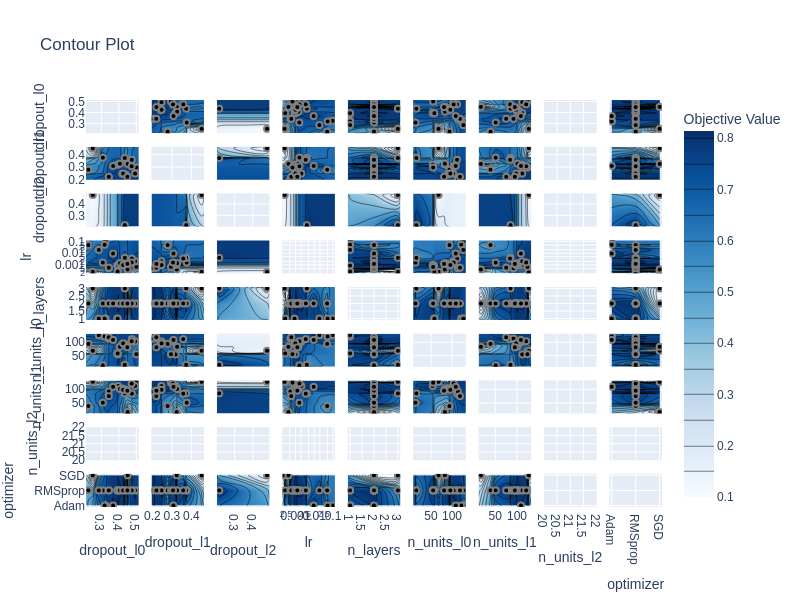 Contour Plot
Objective Value
0.8
0.7
0.6
0.5
0.4
0.3
0.2
0.1
dropout_l0
0.5
0.4
0.3
0.4
0.3
0.2
dropout_l2
0.4
0.3
lr
0.1
0.01
0.001
n_layers
3
2.5
2
1.5
1
n_units_l0
100
50
n_units_l1
100
50
n_units_l2
22
21.5
21
20.5
20
optimizer
SGD
RMSprop
Adam
0.3
0.4
0.5
dropout_l0
0.2
0.3
0.4
dropout_l1
0.3
0.4
dropout_l2
lr
1
1.5
2
2.5
3
n_layers
50
100
n_units_l0
50
100
n_units_l1
20
20.5
21
21.5
22
n_units_l2
Adam
RMSprop
SGD
optimizer